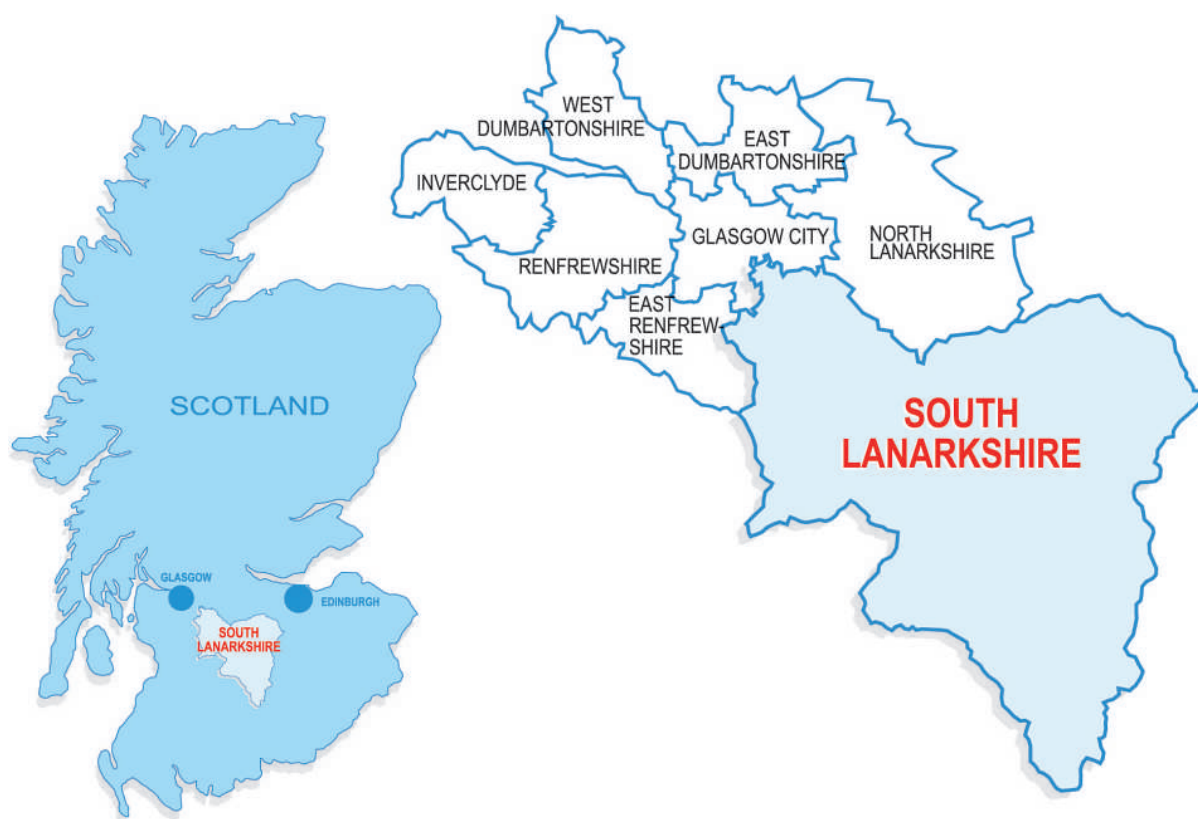 SCOTLAND
GLASGOW
EDINBURGH
SOUTH
LANARKSHIRE
WEST
DUMBARTONSHIRE
EAST
DUMBARTONSHIRE
INVERCLYDE
RENFREWSHIRE
GLASGOW CITY
NORTH
LANARKSHIRE
EAST
RENFREW-
SHIRE
SOUTH
LANARKSHIRE